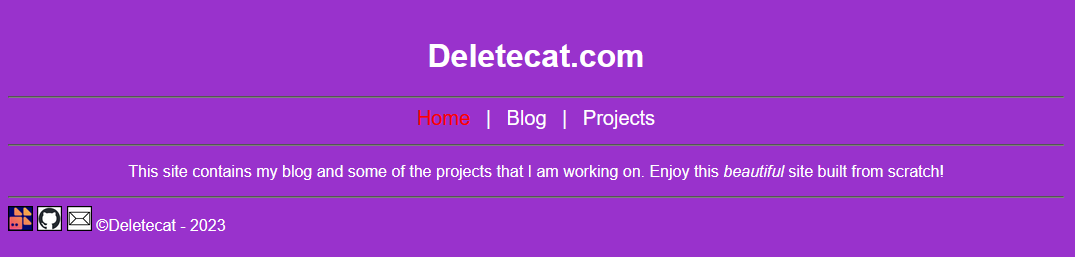 Deletecat.com
Home | Blog | Projects
This site contains my blog and some of the projects that I am working on. Enjoy this beautiful site built from scratch!
©Deletecat - 2023